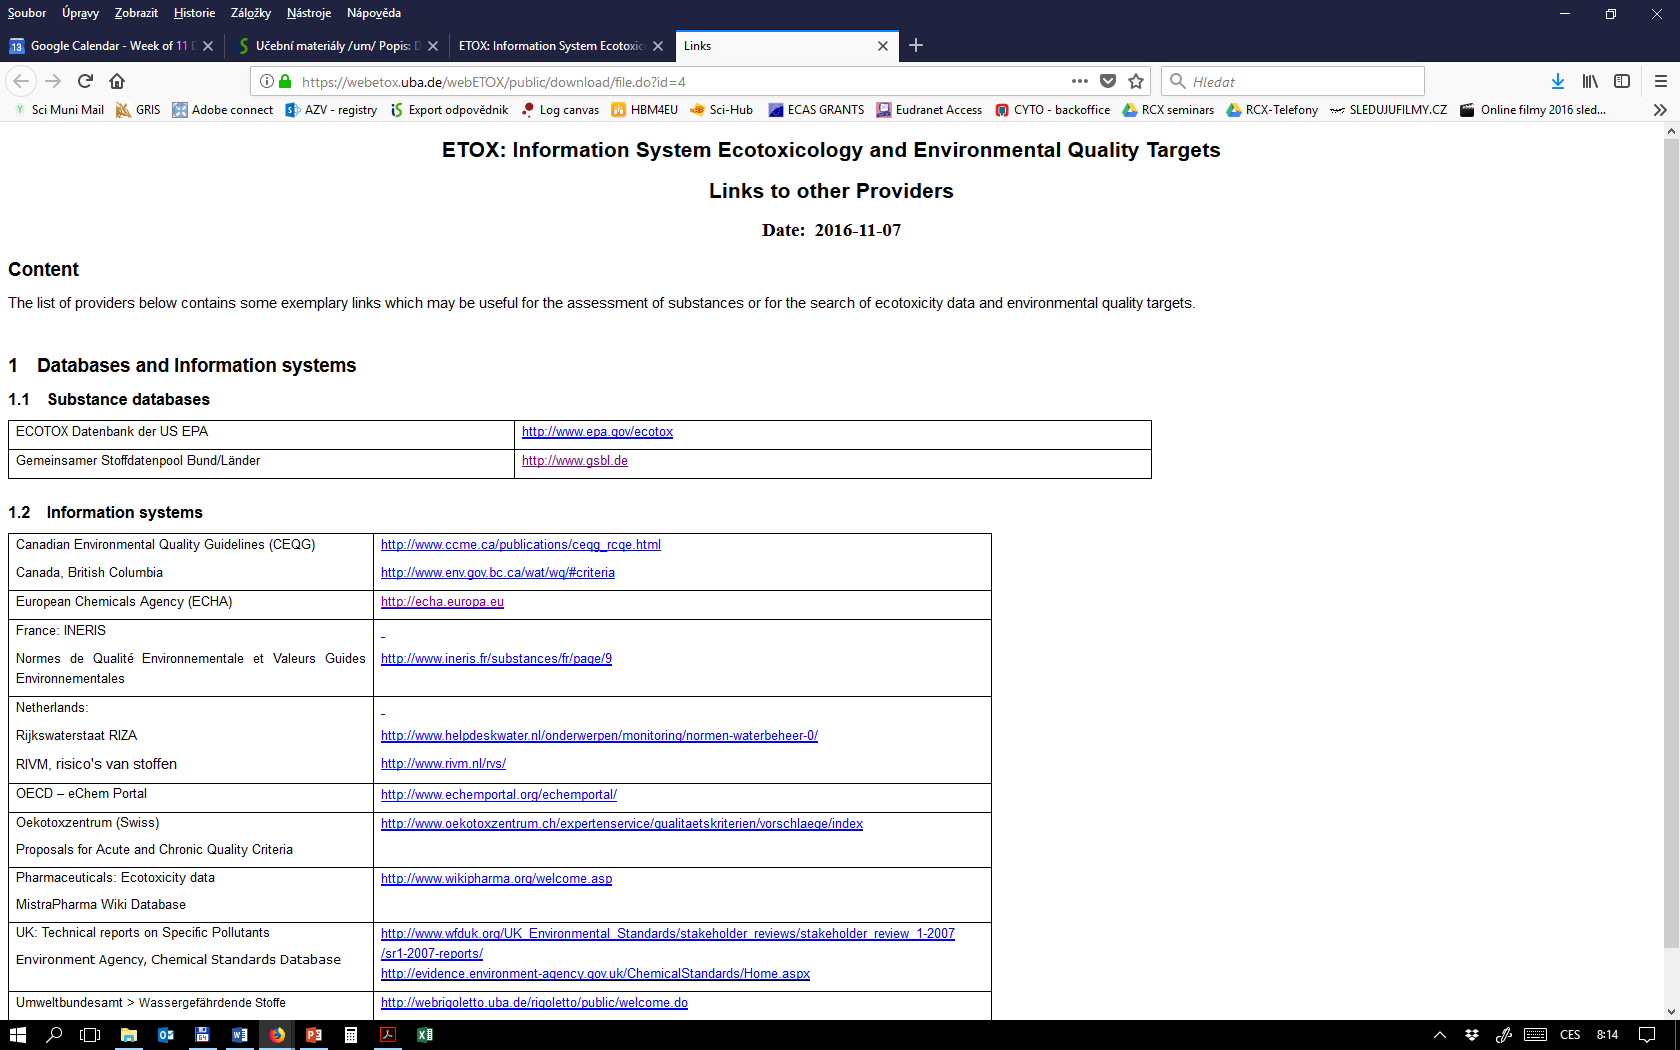 Soubor Úpravy Zobrazit Historie Záložky Nástroje Nápověda
Google Calendar - Week of 11 D
Učební materiály /um/ Popis: D
ETOX: Information System Ecotoxico
Links
https://webetox.uba.de/webETOX/public/download/file.do?id=4
Hledat
Sci Muni Mail GRIS Adobe connect AZV - registry Export odpovědník Log canvas HBM4EU Sci-Hub ECAS GRANTS Eudranet Access CYTO - backoffice RCX seminars RCX-Telefony SLEDUJUFILMY.CZ Online filmy 2016 sled...
ETOX: Information System Ecotoxicology and Environmental Quality Targets
Links to other Providers
Date: 2016-11-07
Content
The list of providers below contains some exemplary links which may be useful for the assessment of substances or for the search of ecotoxicity data and environmental quality targets.
1 Databases and Information systems
1.1 Substance databases
ECOTOX Datenbank der US EPA http://www.epa.gov/ecotox
Gemeinsamer Stoffdatenpool Bund/Länder http://www.gsbl.de
1.2 Information systems
Canadian Environmental Quality Guidelines (CEQG) http://www.ccme.ca/publications/ceqg_rcqe.html
Canada, British Columbia http://www.env.gov.bc.ca/wat/wq/#criteria
European Chemicals Agency (ECHA) http://echa.europa.eu
France: INERIS
Normes de Qualité Environnementale et Valeurs Guides http://www.ineris.fr/substances/fr/page/9
Environnementales
Netherlands:
Rijkswaterstaat RIZA http://www.helpdeskwater.nl/onderwerpen/monitoring/normen-waterbeheer-0/
RIVM, risico's van stoffen http://www.rivm.nl/rvs/
OECD – eChem Portal http://www.echemportal.org/echemportal/
Oekotoxzentrum (Swiss) http://www.oekotoxzentrum.ch/expertenservice/qualitaetskriterien/vorschlaege/index
Proposals for Acute and Chronic Quality Criteria
Pharmaceuticals: Ecotoxicity data http://www.wikipharma.org/welcome.asp
MistraPharma Wiki Database
UK: Technical reports on Specific Pollutants http://www.wfduk.org/UK_Environmental_Standards/stakeholder_reviews/stakeholder_review_1-2007
/sr1-2007-reports/
Environment Agency, Chemical Standards Database http://evidence.environment-agency.gov.uk/ChemicalStandards/Home.aspx
Umweltbundesamt > Wassergefährdende Stoffe http://webrigoletto.uba.de/rigoletto/public/welcome.do
CES 8:14